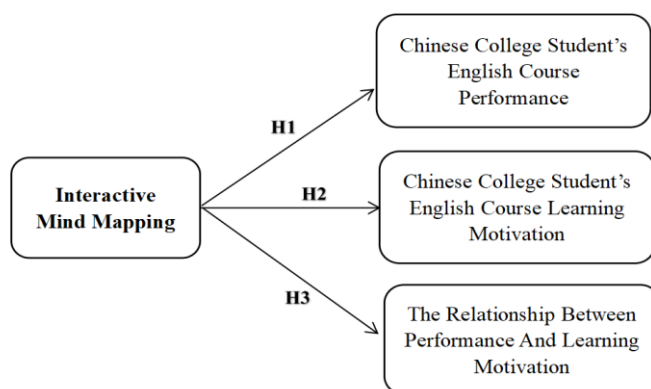 Chinese College Student's
English Course
Performance
H1
Interactive
Mind Mapping
H2
Chinese College Student's
English Course Learning
Motivation
H3
The Relationship Between
Performance And Learning
Motivation